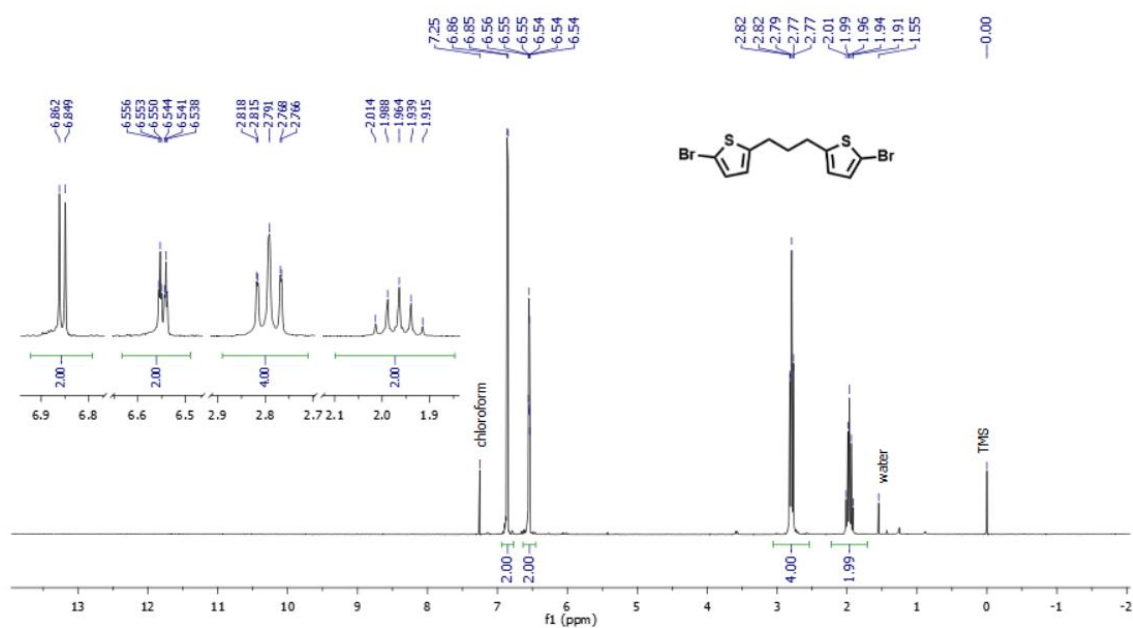 7.25 6.86 6.85 6.56 6.55 6.55 6.54 6.54 6.54 2.82 2.82 2.79 2.77 2.77 2.01 1.99 1.96 1.94 1.91 1.55 -0.00
6.862 6.849 6.556 6.553 6.550 6.544 6.541 6.538 2.818 2.815 2.791 2.768 2.766 2.014 1.988 1.964 1.939 1.915
Br S S Br
2.00 2.00 4.00 2.00
6.9 6.8 6.6 6.5 2.9 2.8 2.7 2.1 2.0 1.9
chloroform
water
TMS
2.00 2.00 4.00 1.99
13 12 11 10 9 8 7 6 5 4 3 2 1 0 -1 -2
f1 (ppm)